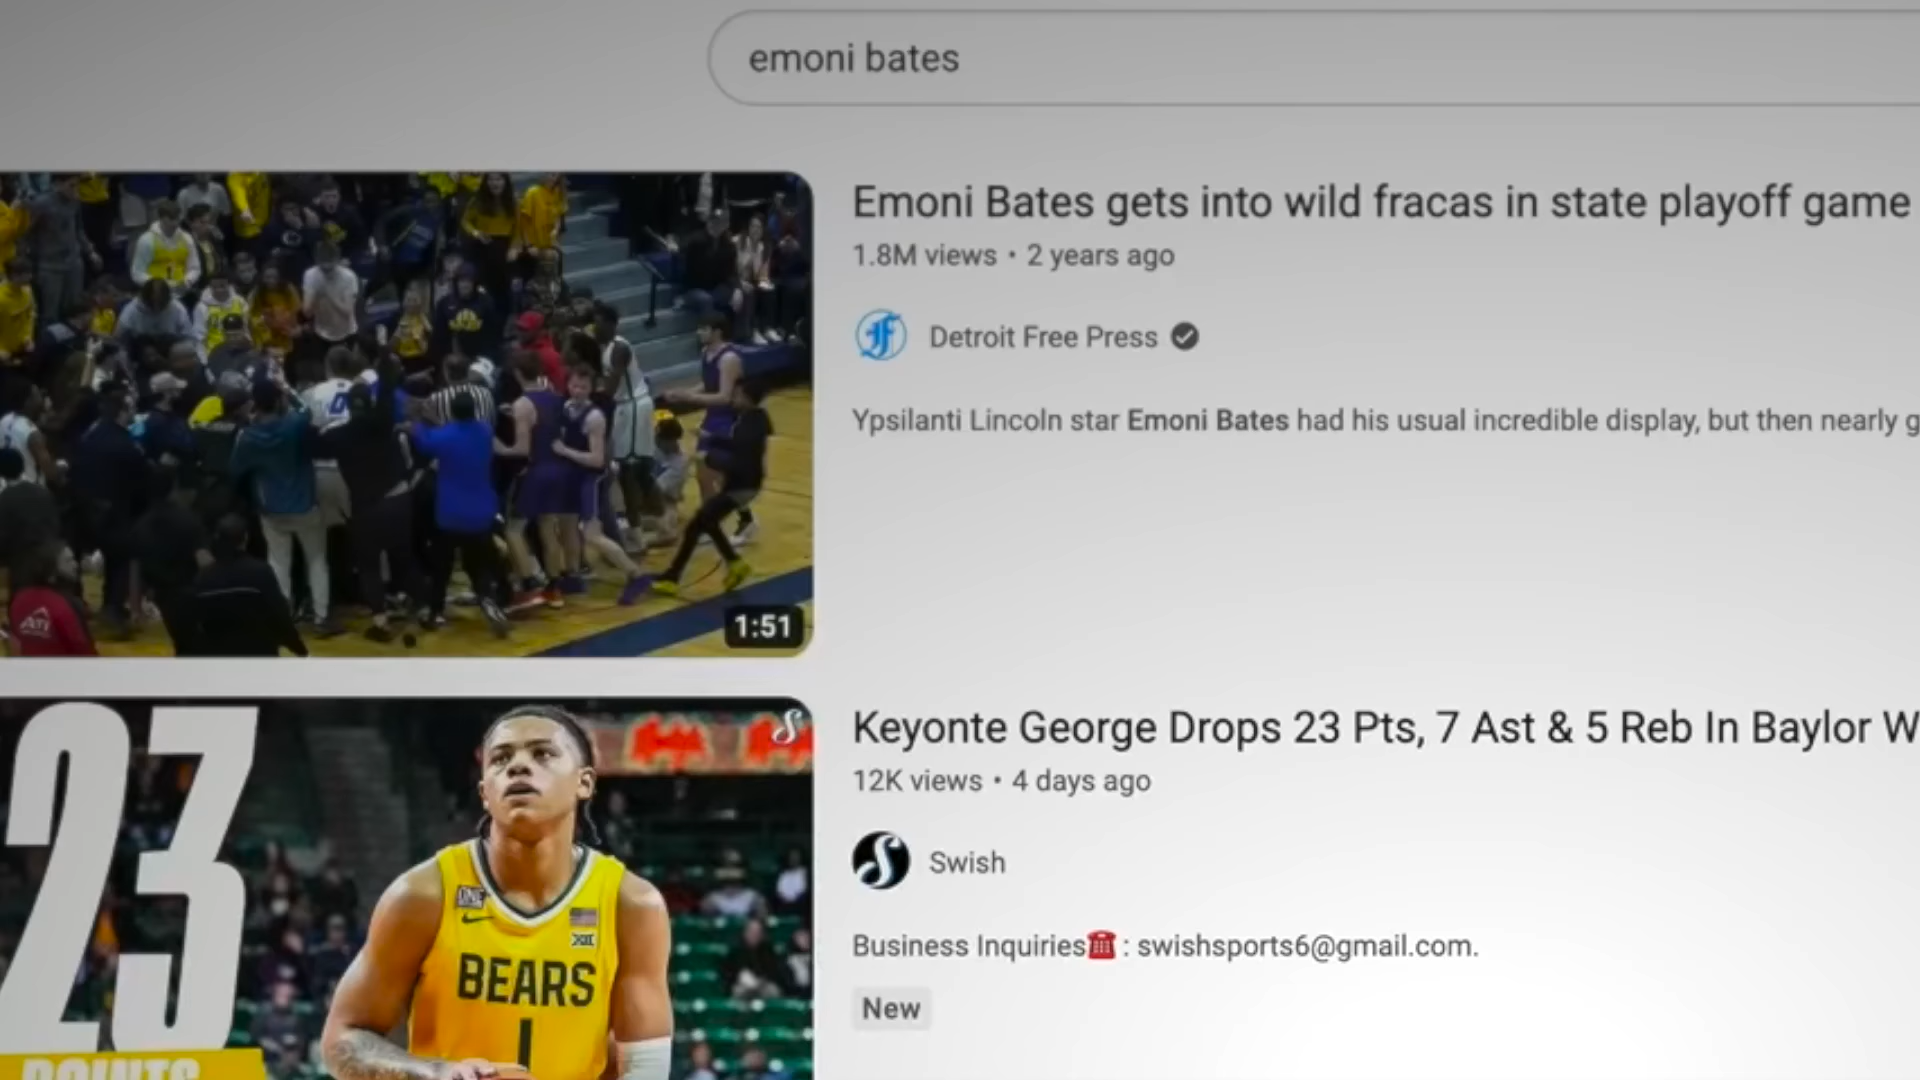 emoni bates
Emoni Bates gets into wild fracas in state playoff game
1.8M views • 2 years ago
Detroit Free Press
Ypsilanti Lincoln star Emoni Bates had his usual incredible display, but then nearly g
ATI
1:51
23
POINTS
Keyonte George Drops 23 Pts, 7 Ast & 5 Reb In Baylor W
12K views • 4 days ago
Swish
XII
BEARS
1
Business Inquiries☎️ : swishsports6@gmail.com.
New